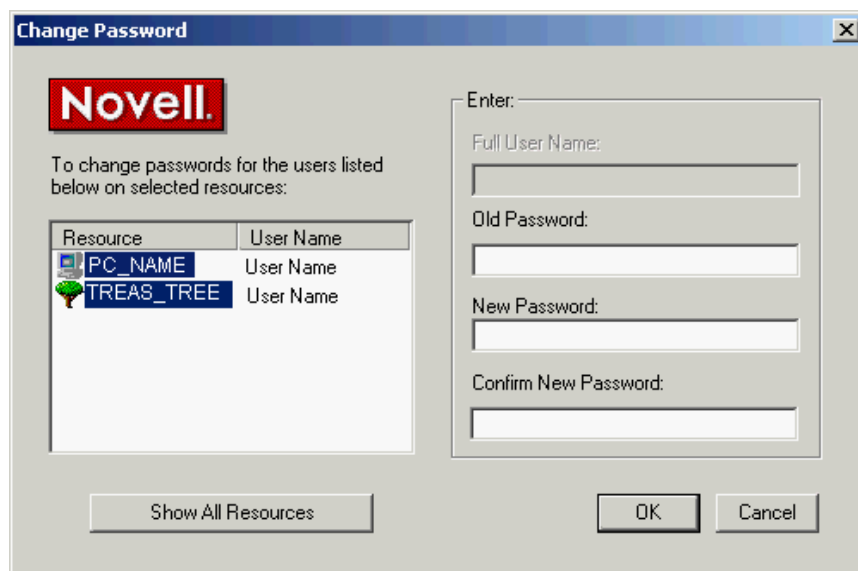 Change Password
Novell.
To change passwords for the users listed
below on selected resources:
Resource User Name
PC_NAME User Name
TREAS_TREE User Name
Show All Resources
Enter:
Full User Name:
Old Password:
New Password:
Confirm New Password:
OK Cancel